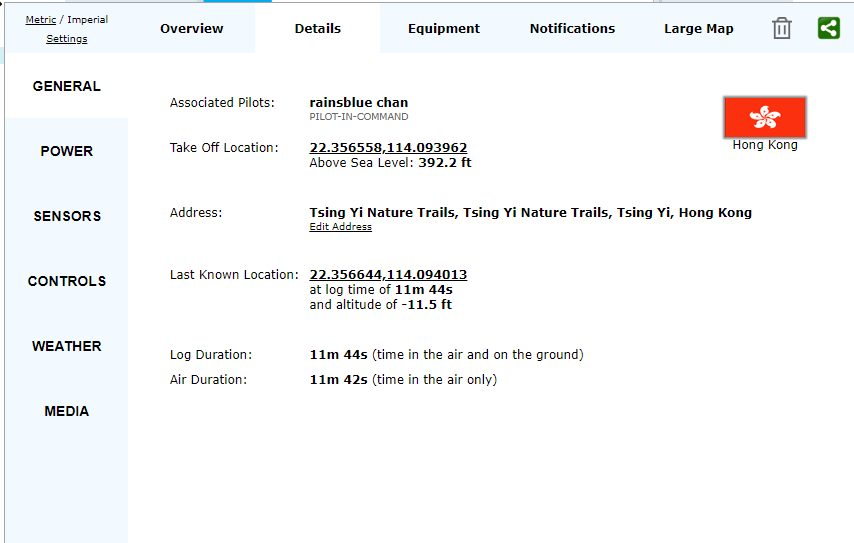 Metric / Imperial
Settings
Overview
Details
Equipment
Notifications
Large Map
GENERAL
POWER
SENSORS
CONTROLS
WEATHER
MEDIA
Associated Pilots: rainsblue chan
PILOT-IN-COMMAND
Hong Kong
Take Off Location: 22.356558,114.093962
Above Sea Level: 392.2 ft
Address: Tsing Yi Nature Trails, Tsing Yi Nature Trails, Tsing Yi, Hong Kong
Edit Address
Last Known Location: 22.356644,114.094013
at log time of 11m 44s
and altitude of -11.5 ft
Log Duration: 11m 44s (time in the air and on the ground)
Air Duration: 11m 42s (time in the air only)